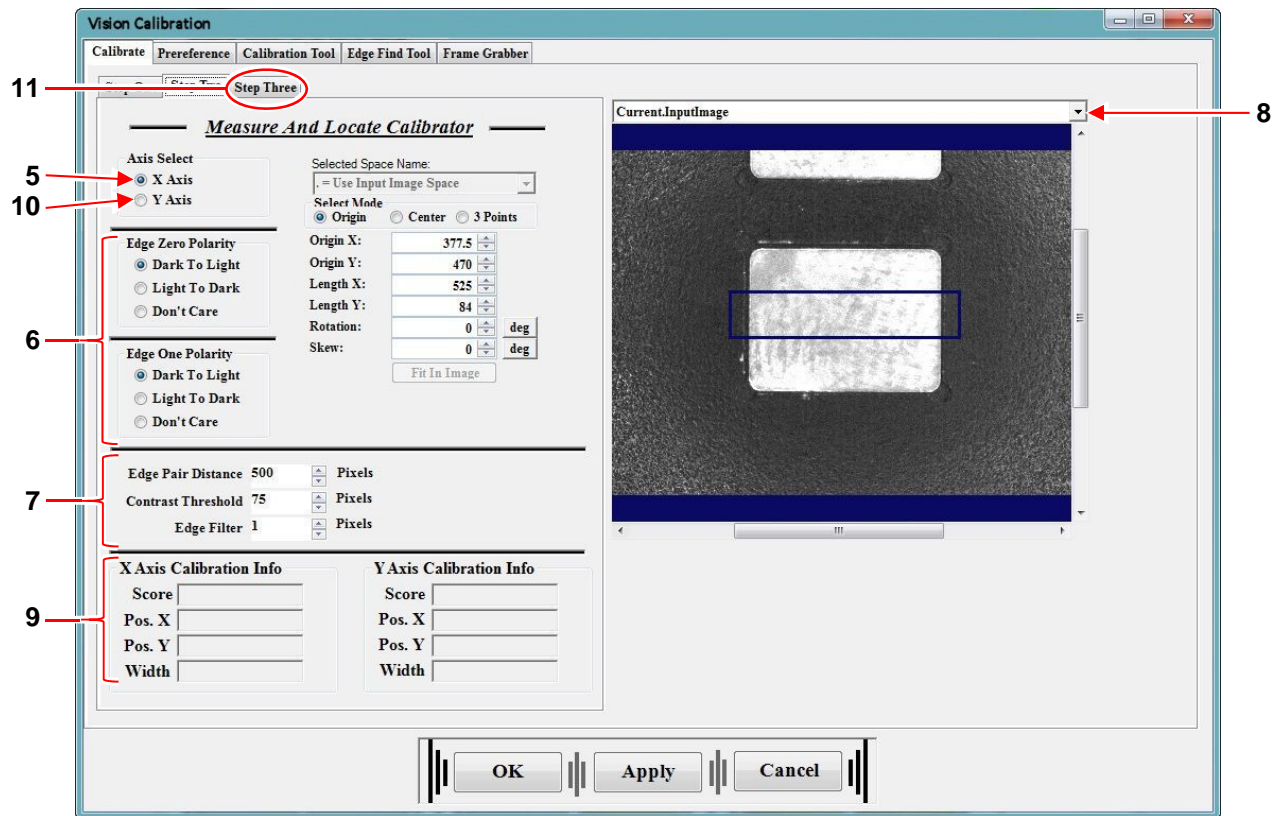 Vision Calibration
Calibrate Prereference Calibration Tool Edge Find Tool Frame Grabber
11
Step Three
8
Current.InputImage
Measure And Locate Calibrator
Axis Select
5
X Axis
10
Y Axis
Selected Space Name:
. = Use Input Image Space
Select Mode
Origin Center 3 Points
Origin X: 377.5
Origin Y: 470
Length X: 525
Length Y: 84
Rotation: 0 deg
Skew: 0 deg
Fit In Image
6
Edge Zero Polarity
Dark To Light
Light To Dark
Don't Care
Edge One Polarity
Dark To Light
Light To Dark
Don't Care
7
Edge Pair Distance 500 Pixels
Contrast Threshold 75 Pixels
Edge Filter 1 Pixels
9
X Axis Calibration Info
Score
Pos. X
Pos. Y
Width
Y Axis Calibration Info
Score
Pos. X
Pos. Y
Width
OK Apply Cancel